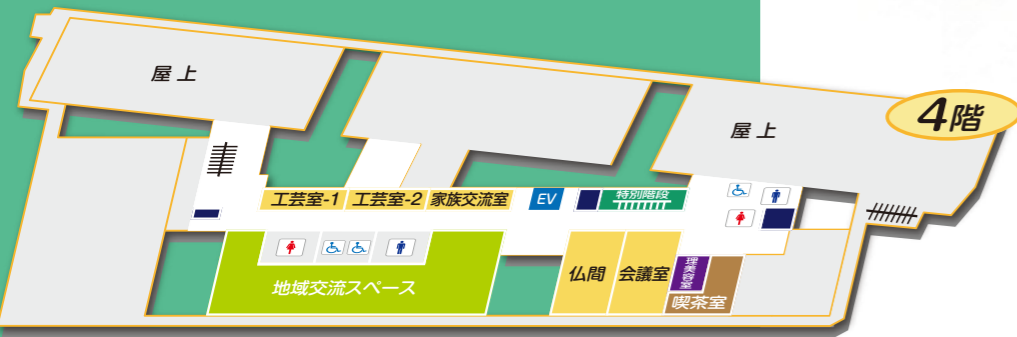 屋上
4階
屋上
工芸室-1
工芸室-2
家族交流室
EV
特別階段
地域交流スペース
仏間
会議室
理美容室
喫茶室